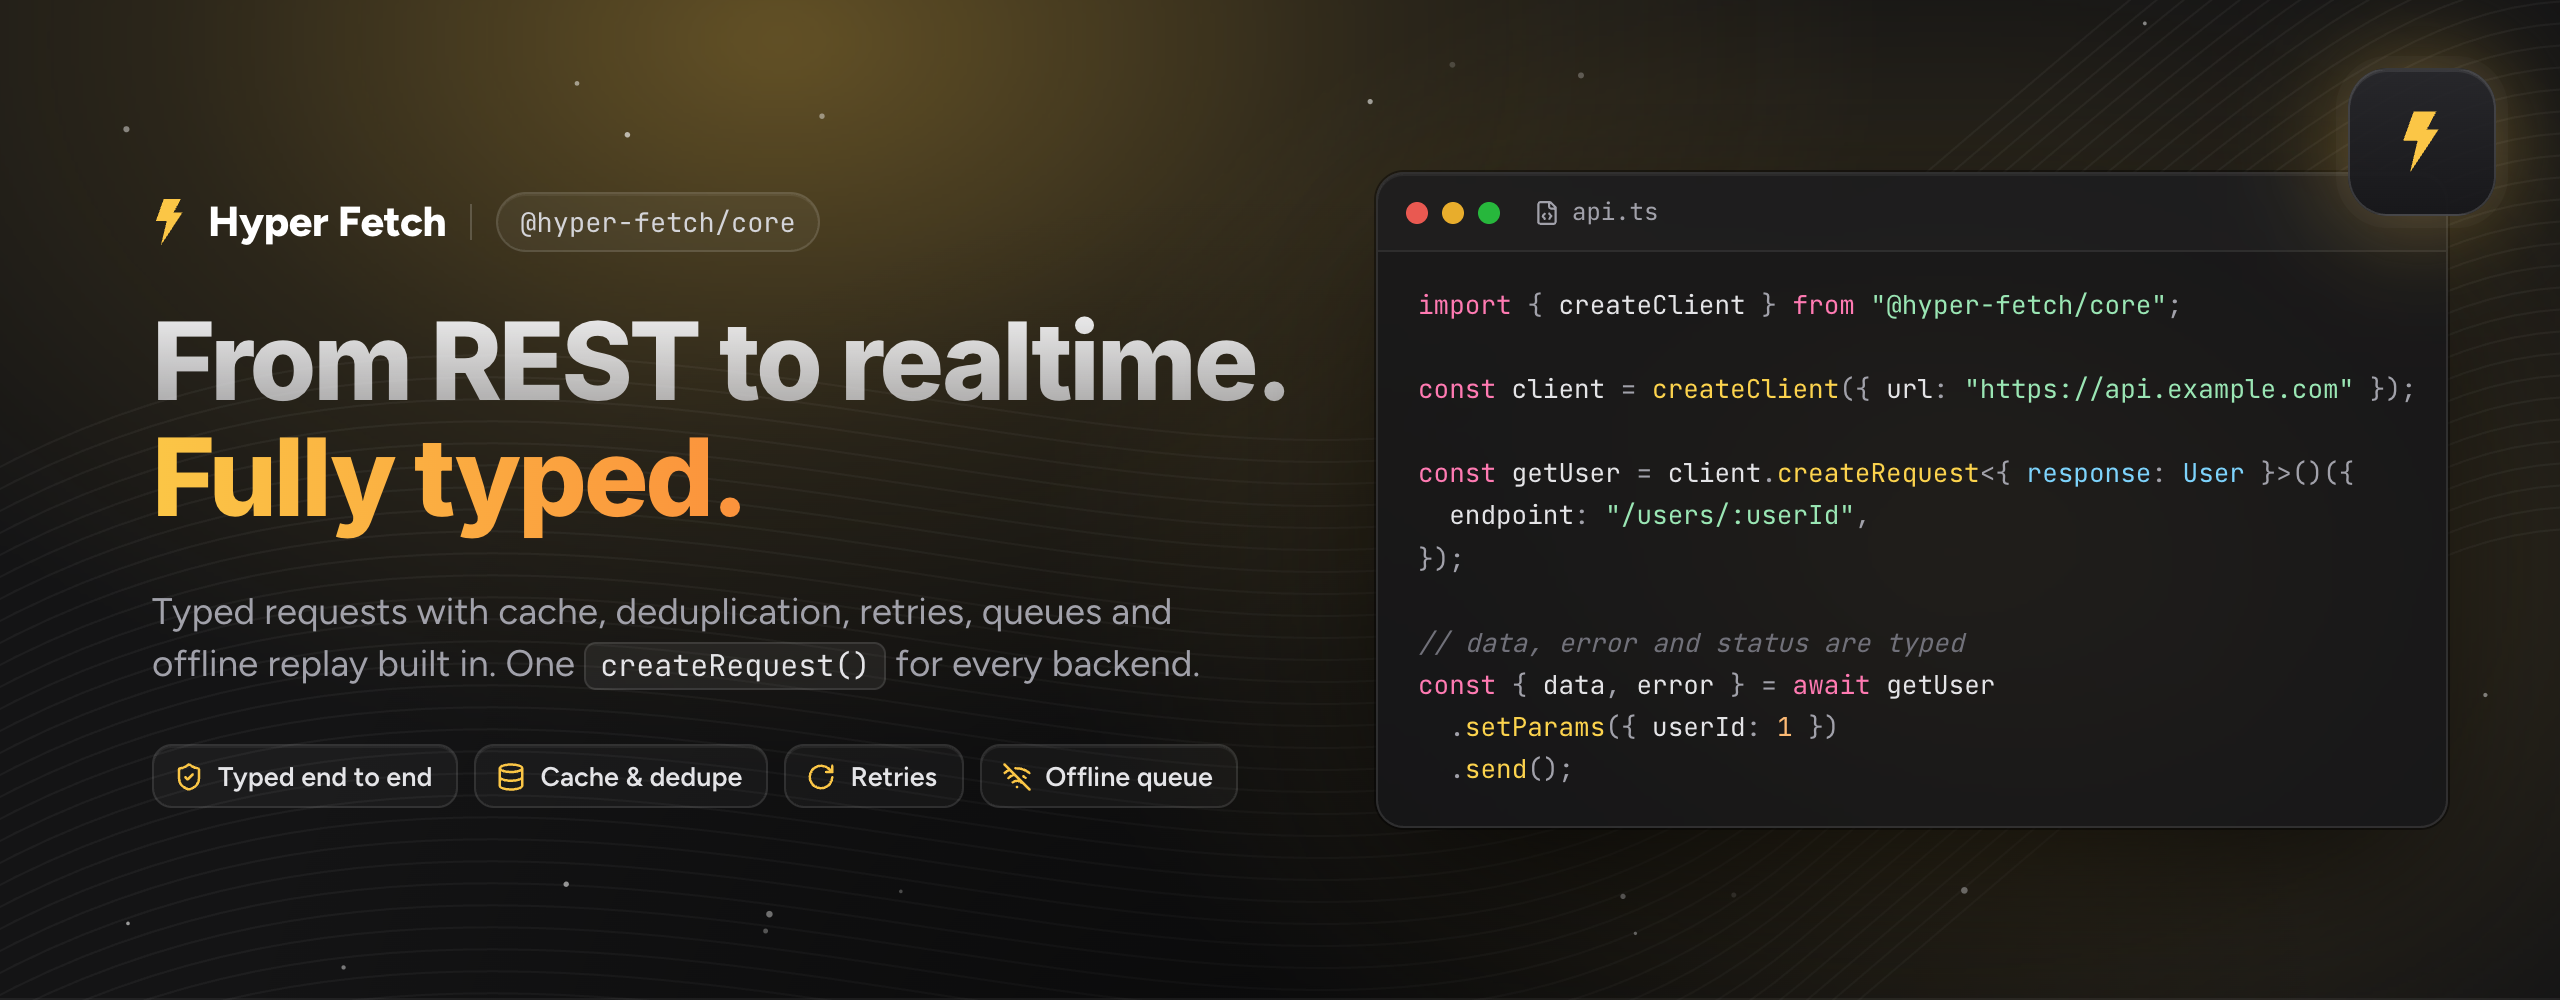 Hyper Fetch
@hyper-fetch/core
From REST to realtime.
Fully typed.
Typed requests with cache, deduplication, retries, queues and
offline replay built in. One createRequest() for every backend.
Typed end to end
Cache & dedupe
Retries
Offline queue
api.ts
import { createClient } from "@hyper-fetch/core";
const client = createClient({ url: "https://api.example.com" });
const getUser = client.createRequest<{ response: User }>()({
  endpoint: "/users/:userId",
});
// data, error and status are typed
const { data, error } = await getUser
  .setParams({ userId: 1 })
  .send();